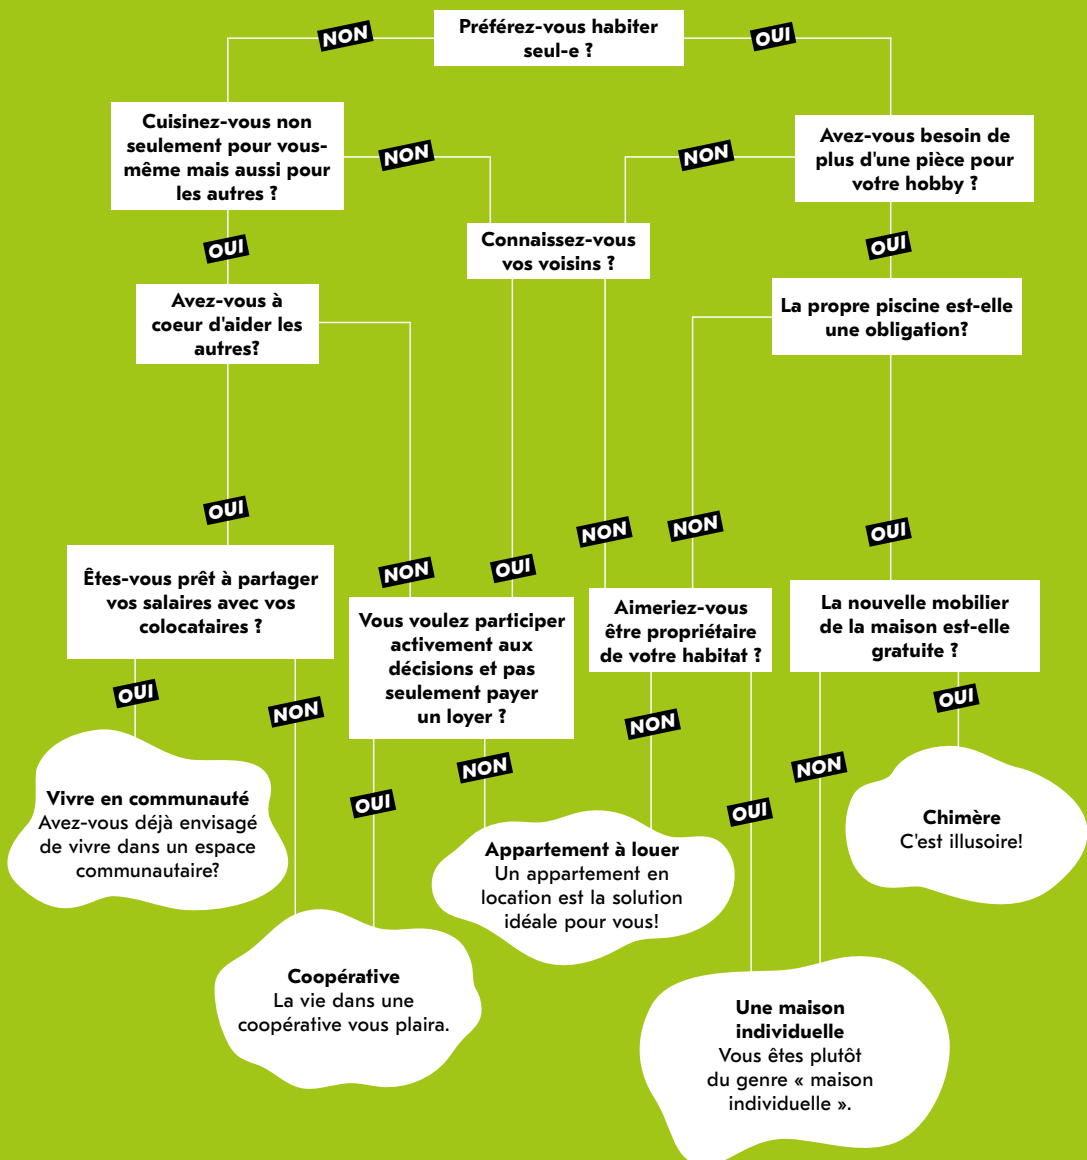 NON
Préférez-vous habiter
seul-e ?
OUI
Cuisinez-vous non
seulement pour vous-
même mais aussi pour
les autres ?
NON
NON
Avez-vous besoin de
plus d'une pièce pour
votre hobby ?
OUI
Connaissez-vous
vos voisins ?
OUI
Avez-vous à
coeur d'aider les
autres?
La propre piscine est-elle
une obligation?
OUI
NON
OUI
NON
NON
OUI
Êtes-vous prêt à partager
vos salaires avec vos
colocataires ?
Vous voulez participer
activement aux
décisions et pas
seulement payer
un loyer ?
Aimeriez-vous
être propriétaire
de votre habitat ?
La nouvelle mobilier
de la maison est-elle
gratuite ?
OUI
NON
NON
OUI
NON
OUI
OUI
NON
Vivre en communauté
Avez-vous déjà envisagé
de vivre dans un espace
communautaire?
Appartement à louer
Un appartement en
location est la solution
idéale pour vous!
Chimère
C'est illusoire!
Coopérative
La vie dans une
coopérative vous plaira.
Une maison
individuelle
Vous êtes plutôt
du genre « maison
individuelle ».